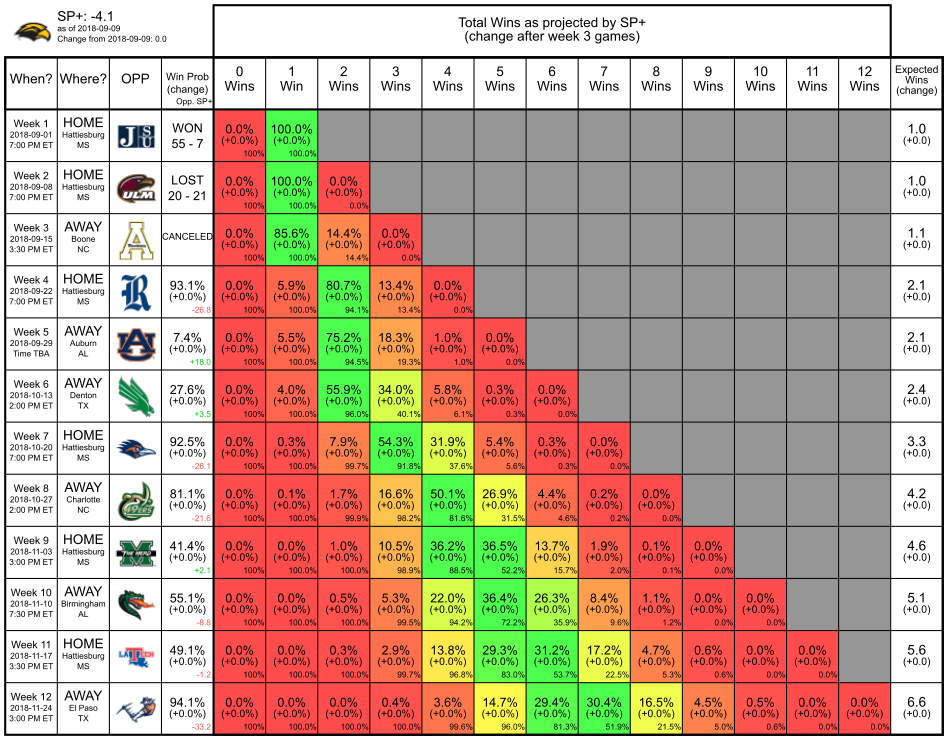 SP+: -4.1
as of 2018-09-09
Change from 2018-09-09: 0.0
Total Wins as projected by SP+
(change after week 3 games)
When? Where? OPP Win Prob (change) Opp. SP+ 0 Wins 1 Win 2 Wins 3 Wins 4 Wins 5 Wins 6 Wins 7 Wins 8 Wins 9 Wins 10 Wins 11 Wins 12 Wins Expected Wins (change)
Week 1 HOME JSU WON 0.0% 100.0% 1.0
2018-09-01 Hattiesburg (+0.0%) (+0.0%) (+0.0)
7:00 PM ET MS 55 - 7 100% 100.0%
Week 2 HOME ULM LOST 0.0% 100.0% 0.0% 1.0
2018-09-08 Hattiesburg (+0.0%) (+0.0%) (+0.0%) (+0.0)
7:00 PM ET MS 20 - 21 100% 100.0% 0.0%
Week 3 AWAY A CANCELED 0.0% 85.6% 14.4% 0.0% 1.1
2018-09-15 Boone (+0.0%) (+0.0%) (+0.0%) (+0.0%) (+0.0)
3:30 PM ET NC 100% 100.0% 14.4% 0.0%
Week 4 HOME R 93.1% 0.0% 5.9% 80.7% 13.4% 0.0% 2.1
2018-09-22 Hattiesburg (+0.0%) (+0.0%) (+0.0%) (+0.0%) (+0.0%) (+0.0%) (+0.0)
7:00 PM ET MS -26.8 100% 100.0% 94.1% 13.4% 0.0%
Week 5 AWAY AU 7.4% 0.0% 5.5% 75.2% 18.3% 1.0% 0.0% 2.1
2018-09-29 Auburn (+0.0%) (+0.0%) (+0.0%) (+0.0%) (+0.0%) (+0.0%) (+0.0%) (+0.0)
Time TBA AL +18.0 100% 100.0% 94.5% 19.3% 1.0% 0.0%
Week 6 AWAY 27.6% 0.0% 4.0% 55.9% 34.0% 5.8% 0.3% 0.0% 2.4
2018-10-13 Denton (+0.0%) (+0.0%) (+0.0%) (+0.0%) (+0.0%) (+0.0%) (+0.0%) (+0.0%) (+0.0)
2:00 PM ET TX +3.5 100% 100.0% 96.0% 40.1% 6.1% 0.3% 0.0%
Week 7 HOME 92.5% 0.0% 0.3% 7.9% 54.3% 31.9% 5.4% 0.3% 0.0% 3.3
2018-10-20 Hattiesburg (+0.0%) (+0.0%) (+0.0%) (+0.0%) (+0.0%) (+0.0%) (+0.0%) (+0.0%) (+0.0%) (+0.0)
7:00 PM ET MS -26.1 100% 100.0% 99.7% 91.8% 37.6% 5.6% 0.3% 0.0%
Week 8 AWAY 49ERS 81.1% 0.0% 0.1% 1.7% 16.6% 50.1% 26.9% 4.4% 0.2% 0.0% 4.2
2018-10-27 Charlotte (+0.0%) (+0.0%) (+0.0%) (+0.0%) (+0.0%) (+0.0%) (+0.0%) (+0.0%) (+0.0%) (+0.0%) (+0.0)
2:00 PM ET NC -21.6 100% 100.0% 99.9% 98.2% 81.6% 31.5% 4.6% 0.2% 0.0%
Week 9 HOME M THE HERD 41.4% 0.0% 0.0% 1.0% 10.5% 36.2% 36.5% 13.7% 1.9% 0.1% 0.0% 4.6
2018-11-03 Hattiesburg (+0.0%) (+0.0%) (+0.0%) (+0.0%) (+0.0%) (+0.0%) (+0.0%) (+0.0%) (+0.0%) (+0.0%) (+0.0%) (+0.0)
3:00 PM ET MS +2.1 100% 100.0% 100.0% 98.9% 88.5% 52.2% 15.7% 2.0% 0.1% 0.0%
Week 10 AWAY 55.1% 0.0% 0.0% 0.5% 5.3% 22.0% 36.4% 26.3% 8.4% 1.1% 0.0% 0.0% 5.1
2018-11-10 Birmingham (+0.0%) (+0.0%) (+0.0%) (+0.0%) (+0.0%) (+0.0%) (+0.0%) (+0.0%) (+0.0%) (+0.0%) (+0.0%) (+0.0%) (+0.0)
7:30 PM ET AL -8.8 100% 100.0% 100.0% 99.5% 94.2% 72.2% 35.9% 9.6% 1.2% 0.0% 0.0%
Week 11 HOME LA TECH 49.1% 0.0% 0.0% 0.3% 2.9% 13.8% 29.3% 31.2% 17.2% 4.7% 0.6% 0.0% 0.0% 5.6
2018-11-17 Hattiesburg (+0.0%) (+0.0%) (+0.0%) (+0.0%) (+0.0%) (+0.0%) (+0.0%) (+0.0%) (+0.0%) (+0.0%) (+0.0%) (+0.0%) (+0.0%) (+0.0)
3:30 PM ET MS -1.2 100% 100.0% 100.0% 99.7% 96.8% 83.0% 53.7% 22.5% 5.3% 0.6% 0.0% 0.0%
Week 12 AWAY 94.1% 0.0% 0.0% 0.0% 0.4% 3.6% 14.7% 29.4% 30.4% 16.5% 4.5% 0.5% 0.0% 0.0% 6.6
2018-11-24 El Paso (+0.0%) (+0.0%) (+0.0%) (+0.0%) (+0.0%) (+0.0%) (+0.0%) (+0.0%) (+0.0%) (+0.0%) (+0.0%) (+0.0%) (+0.0%) (+0.0%) (+0.0)
3:00 PM ET TX -33.2 100% 100.0% 100.0% 100.0% 99.6% 96.0% 81.3% 51.9% 21.5% 5.0% 0.6% 0.0% 0.0%